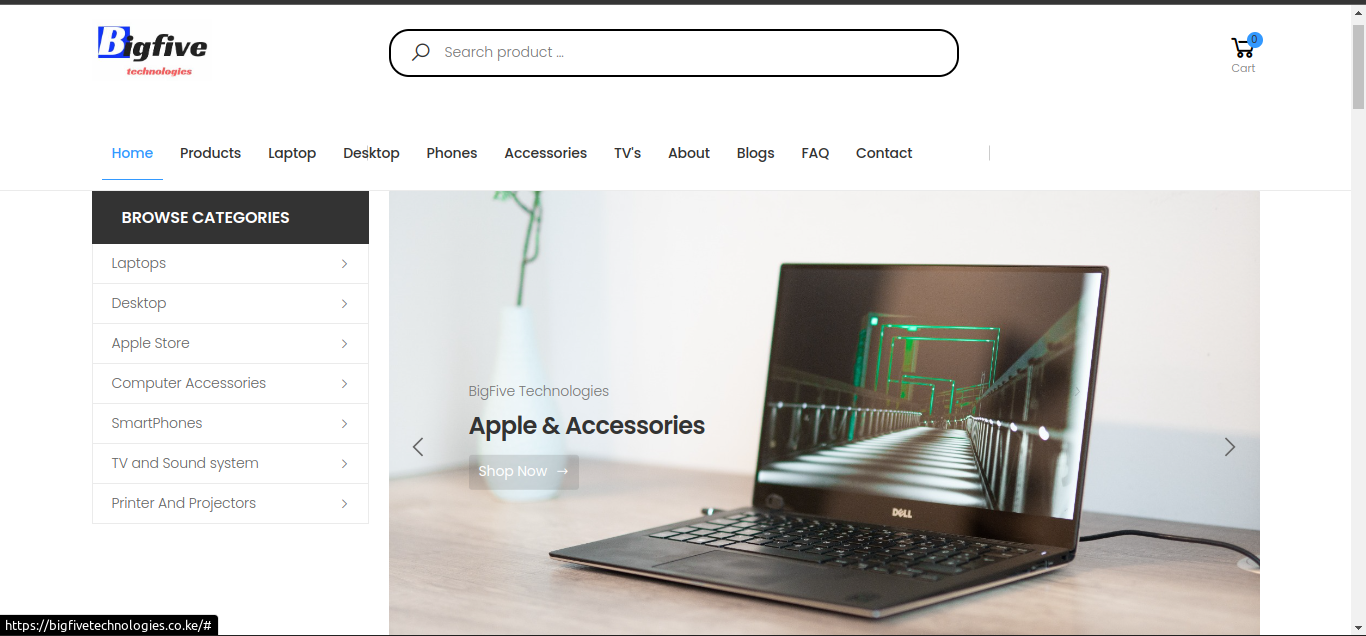 Bigfive
technologies
Search product ...
0
Cart
Home Products Laptop Desktop Phones Accessories TV's About Blogs FAQ Contact
BROWSE CATEGORIES
Laptops
Desktop
Apple Store
Computer Accessories
SmartPhones
TV and Sound system
Printer And Projectors
BigFive Technologies
Apple & Accessories
Shop Now →
DELL
https://bigfivetechnologies.co.ke/#